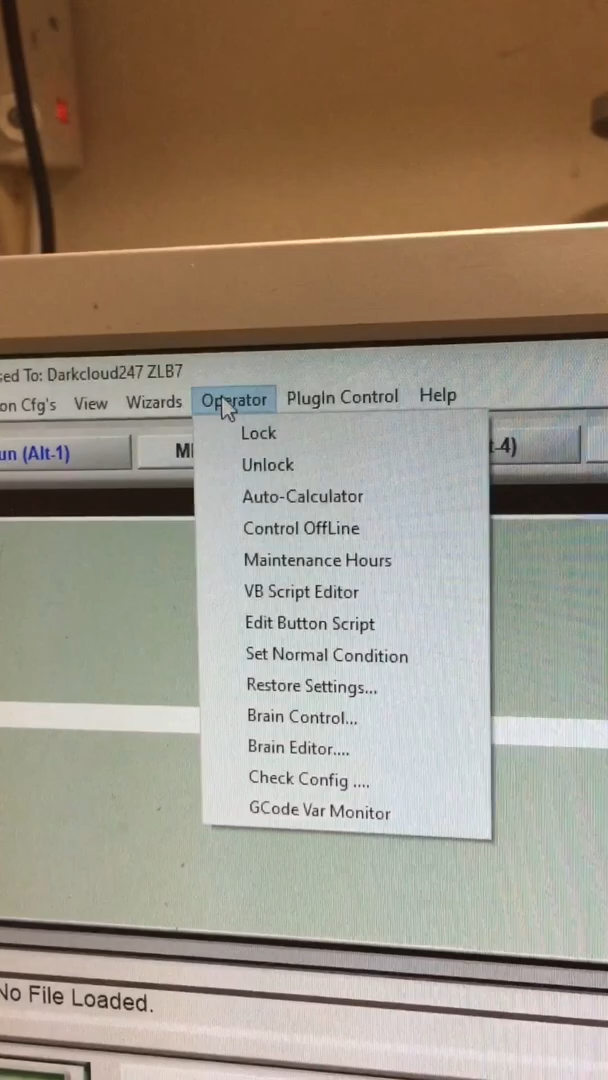 sed To: Darkcloud247 ZLB7
on Cfg's View Wizards Operator PlugIn Control Help
un (Alt-1) t-4)
Lock
Unlock
Auto-Calculator
Control OffLine
Maintenance Hours
VB Script Editor
Edit Button Script
Set Normal Condition
Restore Settings...
Brain Control...
Brain Editor....
Check Config ....
GCode Var Monitor
No File Loaded.